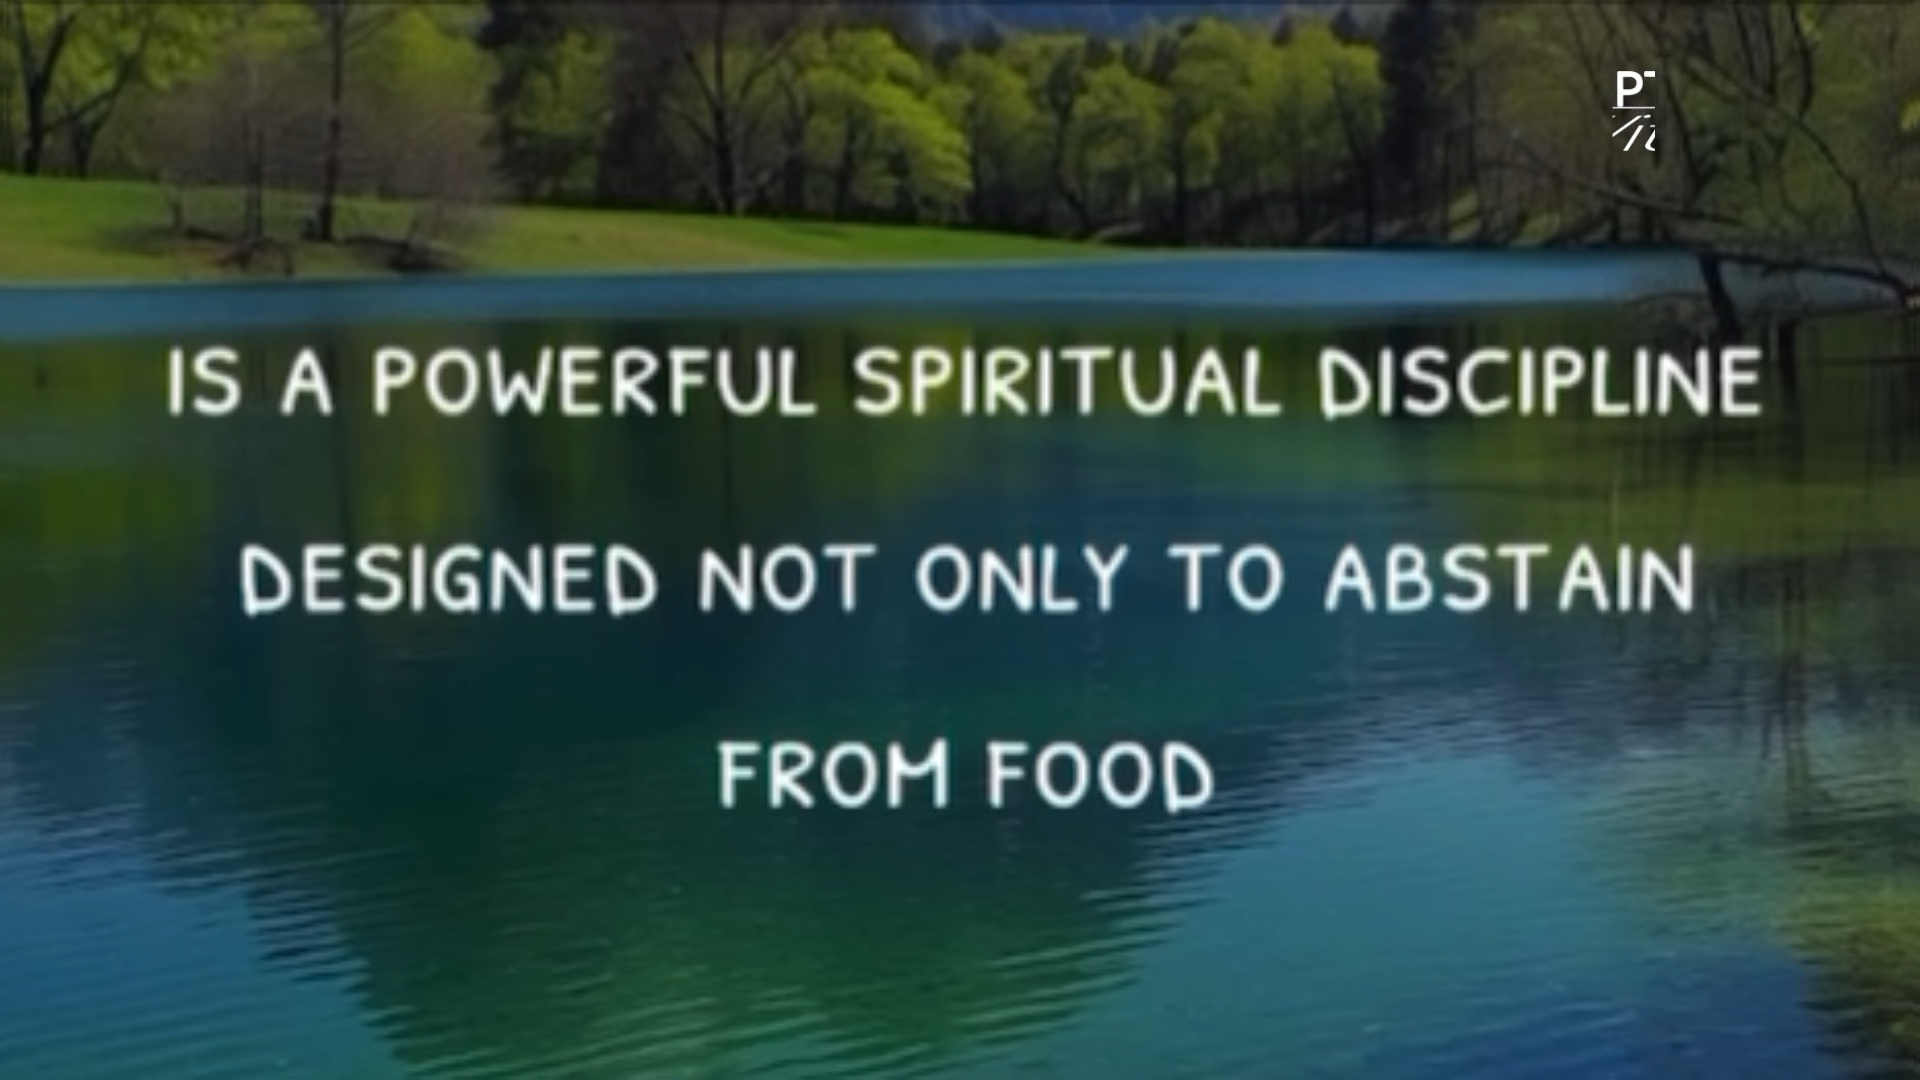 IS A POWERFUL SPIRITUAL DISCIPLINE
DESIGNED NOT ONLY TO ABSTAIN
FROM FOOD